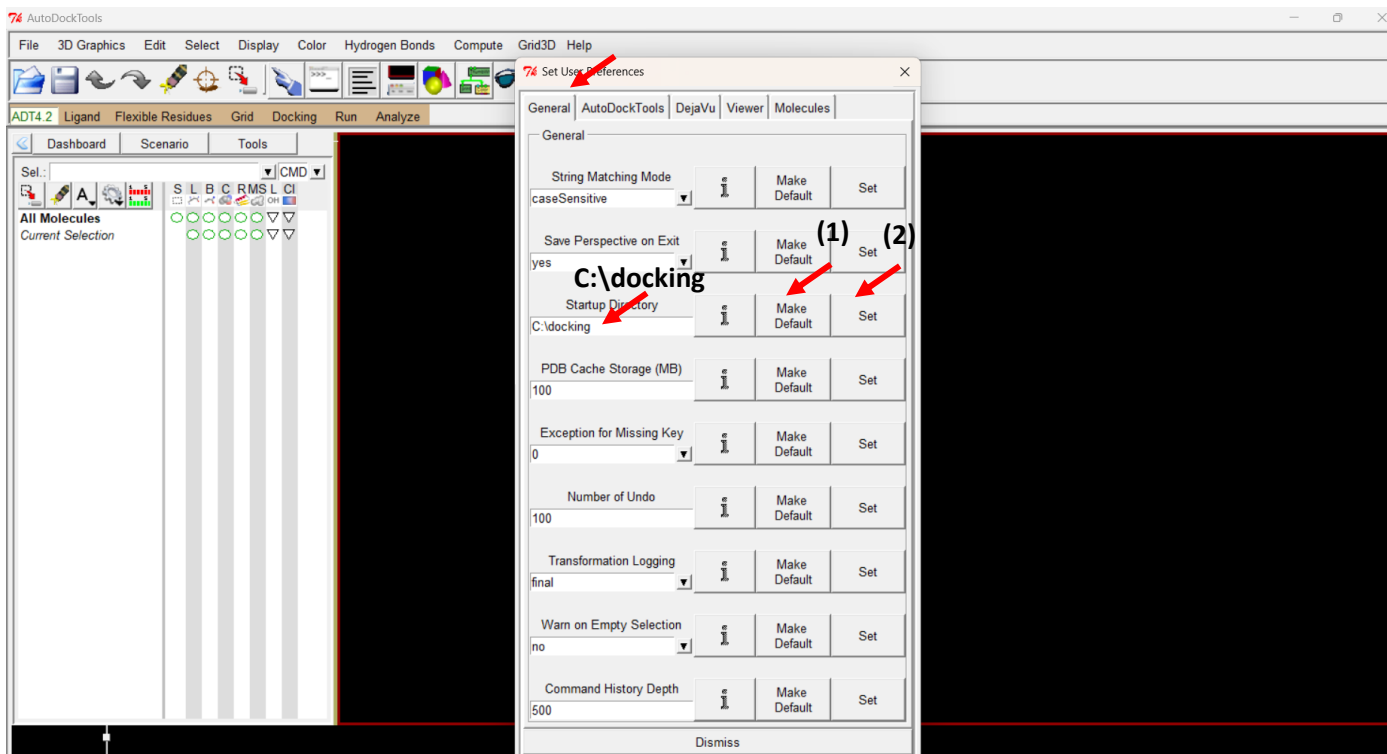 AutoDockTools
File 3D Graphics Edit Select Display Color Hydrogen Bonds Compute Grid3D Help
Set User Preferences
ADT4.2 Ligand Flexible Residues Grid Docking Run Analyze
General AutoDockTools DejaVu Viewer Molecules
Dashboard Scenario Tools
General
Sel.: CMD
S L B C R MS L Cl
All Molecules
Current Selection
String Matching Mode
caseSensitive
i Make Default Set
Save Perspective on Exit
yes
i Make Default Set
(1) (2)
C:\docking
Startup Directory
C:\docking
i Make Default Set
PDB Cache Storage (MB)
100
i Make Default Set
Exception for Missing Key
0
i Make Default Set
Number of Undo
100
i Make Default Set
Transformation Logging
final
i Make Default Set
Warn on Empty Selection
no
i Make Default Set
Command History Depth
500
i Make Default Set
Dismiss